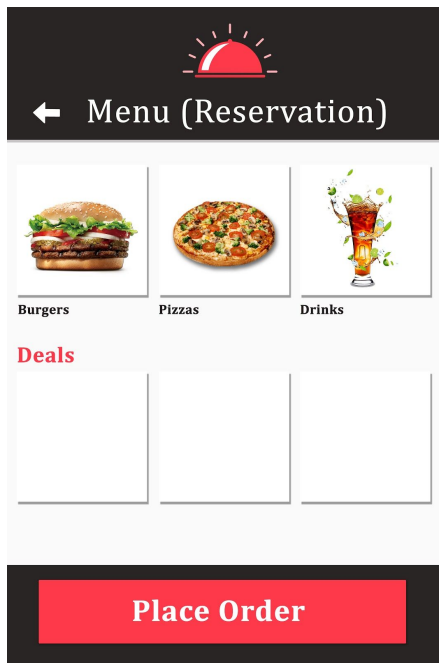 Menu (Reservation)
Burgers
Pizzas
Drinks
Deals
Place Order